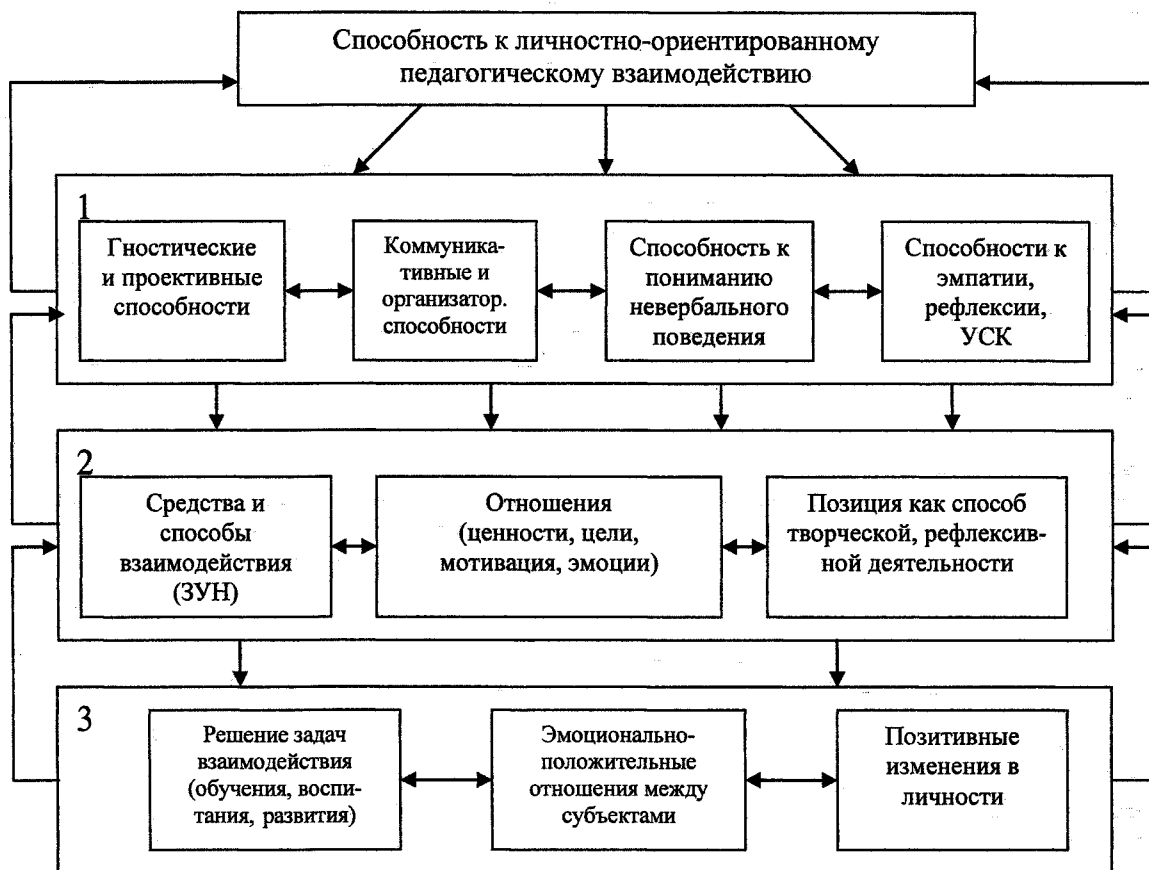 Способность к личностно-ориентированному
педагогическому взаимодействию
1
Гностические
и проективные
способности
Коммуника-
тивные и
организатор.
способности
Способность к
пониманию
невербального
поведения
Способности к
эмпатии,
рефлексии,
УСК
2
Средства и
способы
взаимодействия
(ЗУН)
Отношения
(ценности, цели,
мотивация, эмоции)
Позиция как способ
творческой, рефлексив-
ной деятельности
3
Решение задач
взаимодействия
(обучения, воспи-
тания, развития)
Эмоционально-
положительные
отношения между
субъектами
Позитивные
изменения в
личности